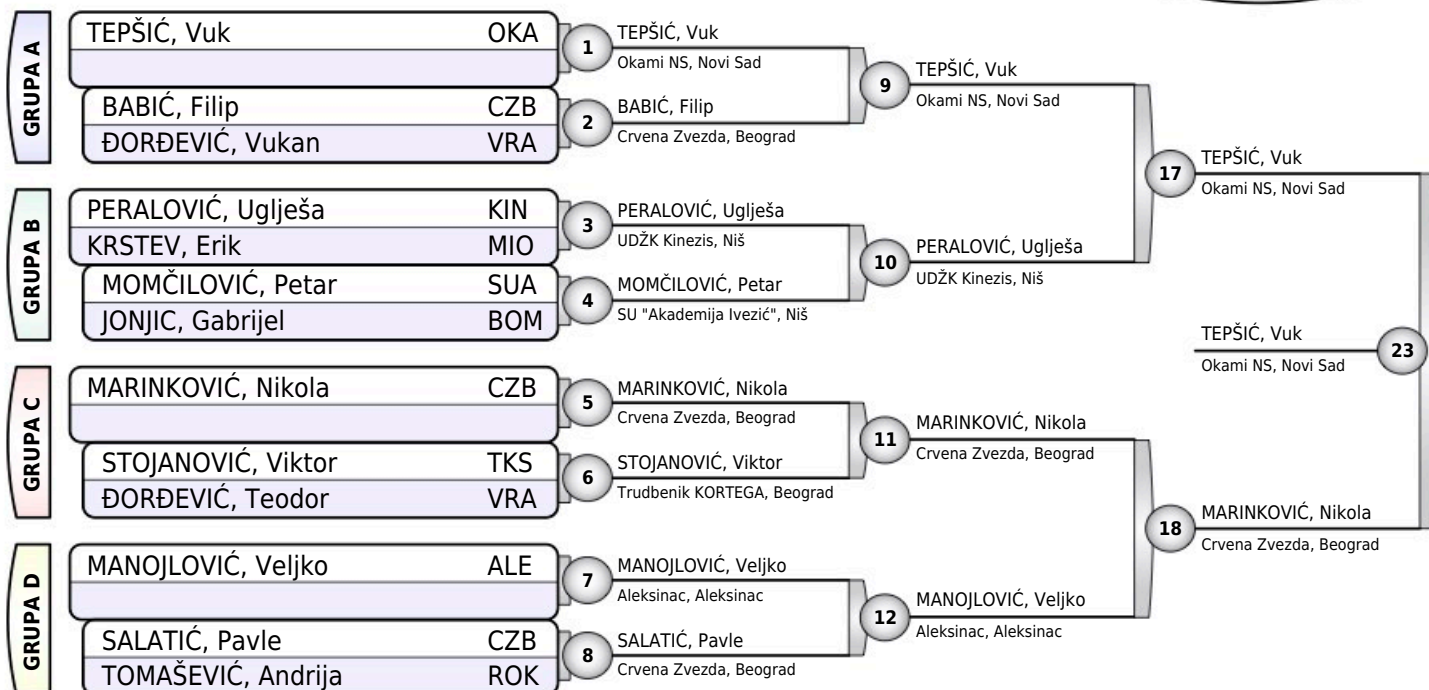 GRUPA A
TEPŠIĆ, Vuk OKA
BABIĆ, Filip CZB
ĐORĐEVIĆ, Vukan VRA
GRUPA B
PERALOVIĆ, Uglješa KIN
KRSTEV, Erik MIO
MOMČILOVIĆ, Petar SUA
JONJIC, Gabrijel BOM
GRUPA C
MARINKOVIĆ, Nikola CZB
STOJANOVIĆ, Viktor TKS
ĐORĐEVIĆ, Teodor VRA
GRUPA D
MANOJLOVIĆ, Veljko ALE
SALATIĆ, Pavle CZB
TOMAŠEVIĆ, Andrija ROK
1 TEPŠIĆ, Vuk
Okami NS, Novi Sad
2 BABIĆ, Filip
Crvena Zvezda, Beograd
3 PERALOVIĆ, Uglješa
UDŽK Kinezis, Niš
4 MOMČILOVIĆ, Petar
SU "Akademija Ivezić", Niš
5 MARINKOVIĆ, Nikola
Crvena Zvezda, Beograd
6 STOJANOVIĆ, Viktor
Trudbenik KORTEGA, Beograd
7 MANOJLOVIĆ, Veljko
Aleksinac, Aleksinac
8 SALATIĆ, Pavle
Crvena Zvezda, Beograd
9 TEPŠIĆ, Vuk
Okami NS, Novi Sad
10 PERALOVIĆ, Uglješa
UDŽK Kinezis, Niš
11 MARINKOVIĆ, Nikola
Crvena Zvezda, Beograd
12 MANOJLOVIĆ, Veljko
Aleksinac, Aleksinac
17 TEPŠIĆ, Vuk
Okami NS, Novi Sad
18 MARINKOVIĆ, Nikola
Crvena Zvezda, Beograd
TEPŠIĆ, Vuk 23
Okami NS, Novi Sad